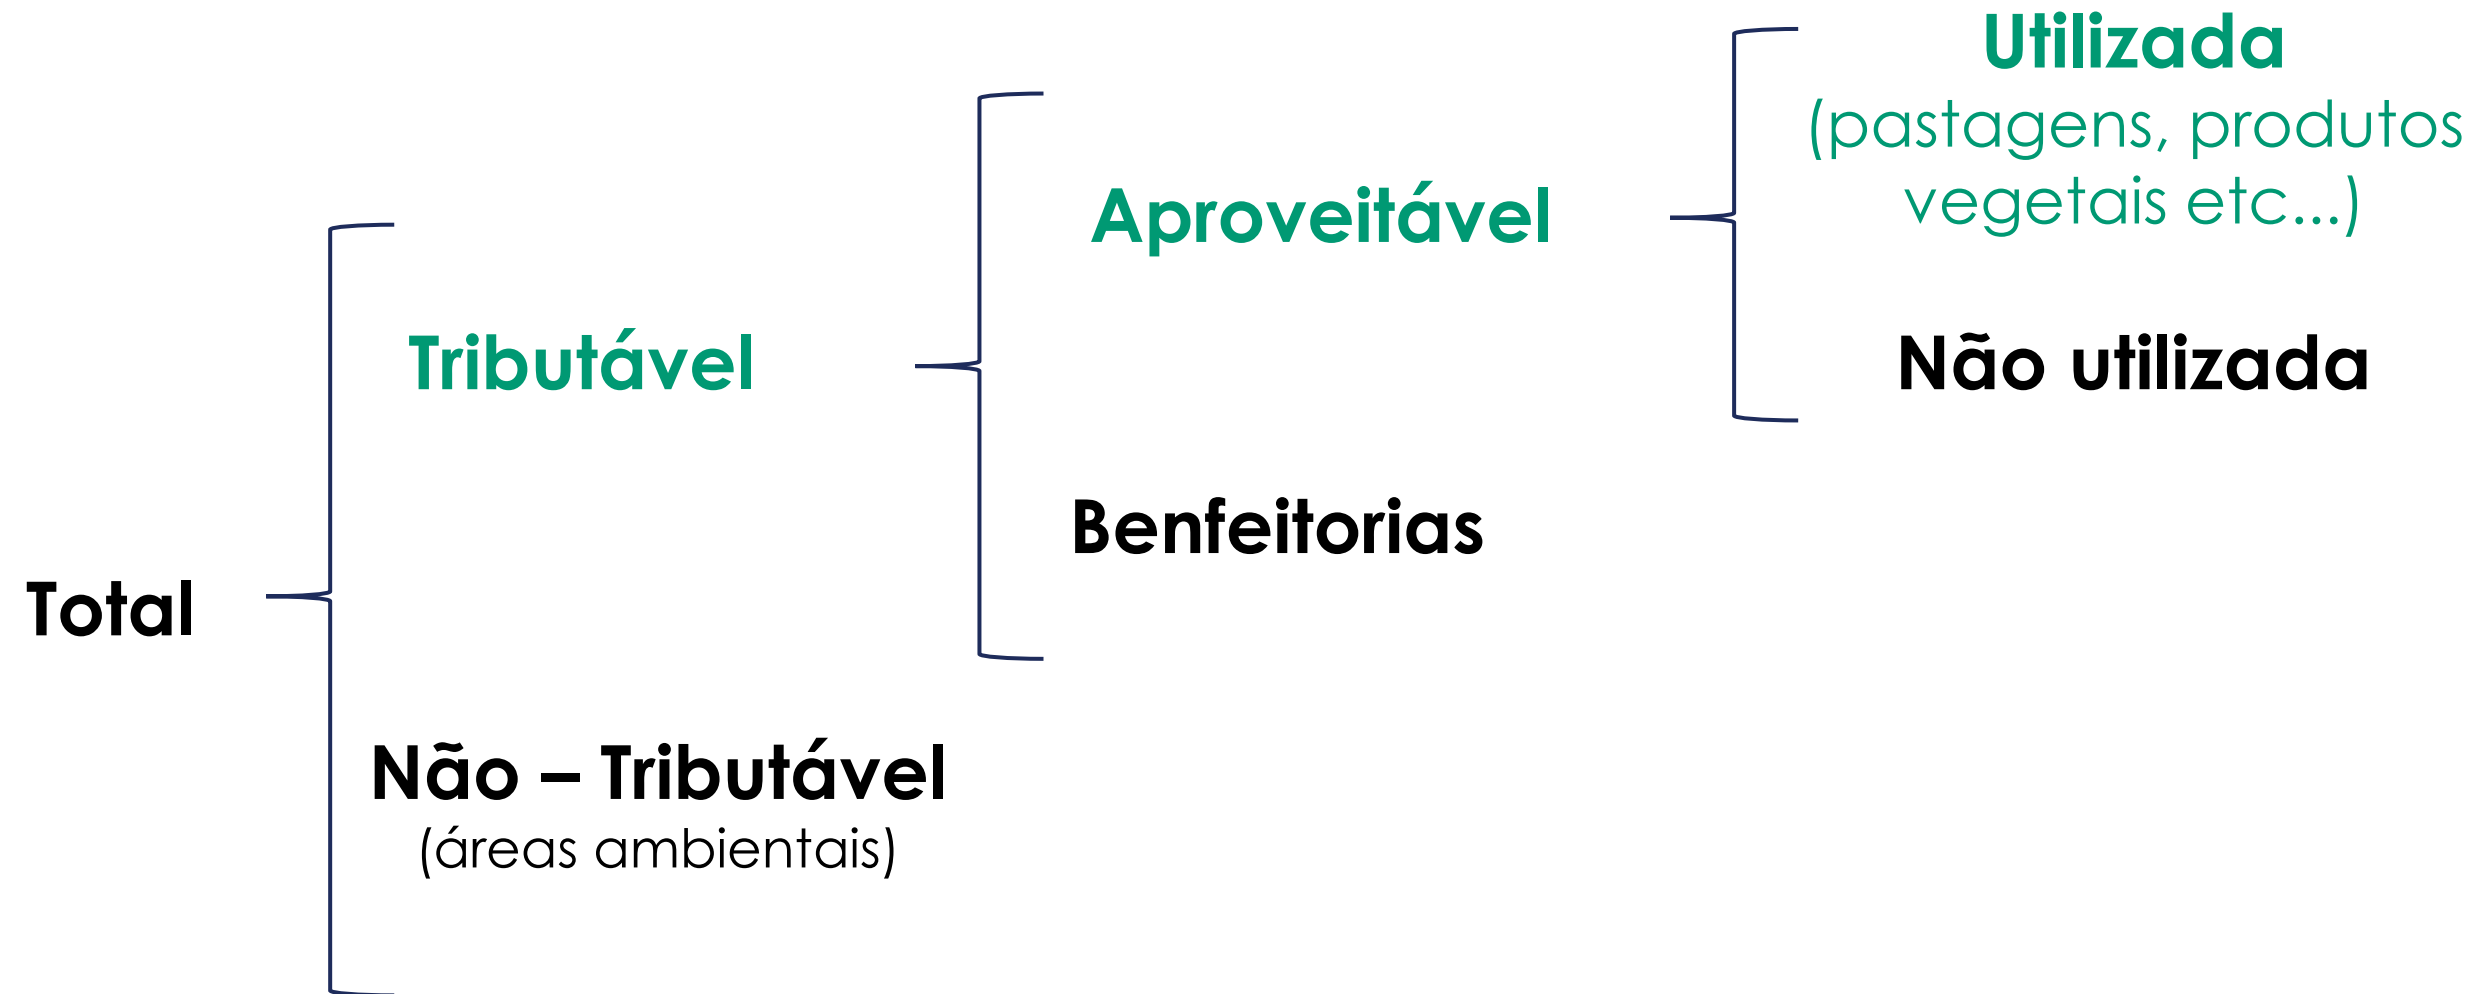 Utilizada
(pastagens, produtos
vegetais etc...)
Aproveitável
Tributável
Não utilizada
Benfeitorias
Total
Não – Tributável
(áreas ambientais)